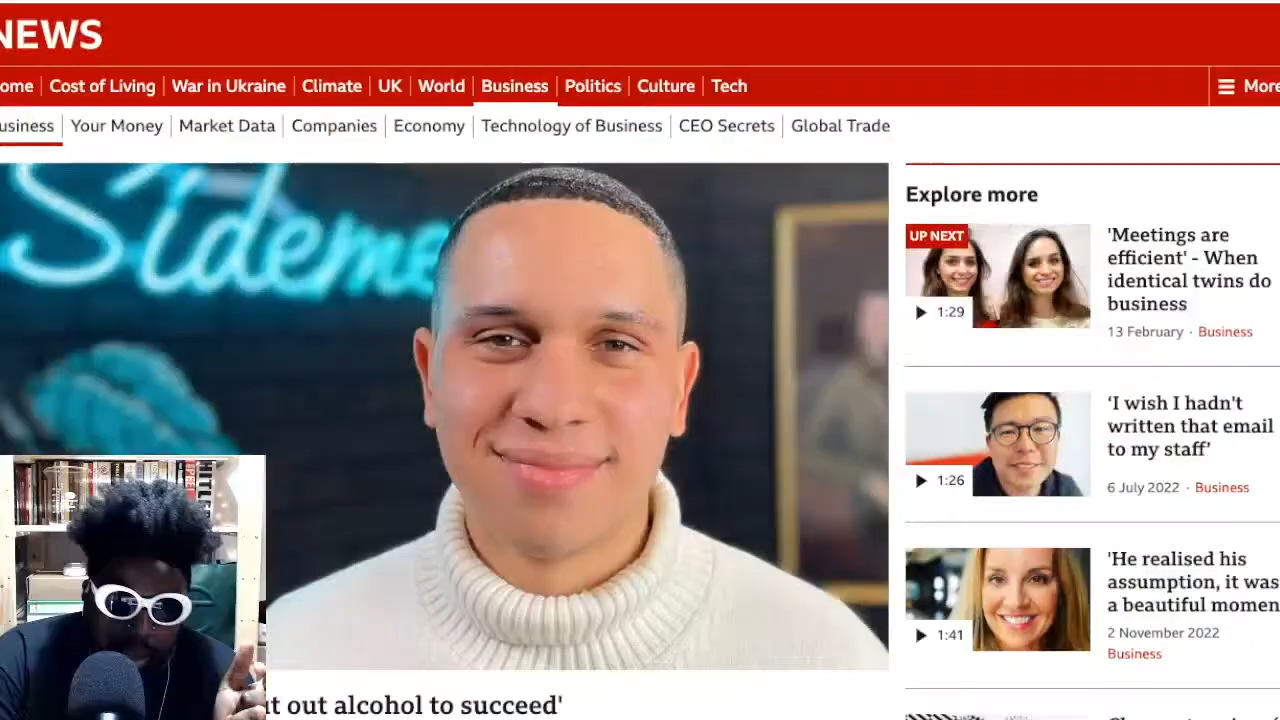 NEWS
ome Cost of Living War in Ukraine Climate UK World Business Politics Culture Tech More
usiness Your Money Market Data Companies Economy Technology of Business CEO Secrets Global Trade
Sideme
Explore more
UP NEXT
1:29
'Meetings are
efficient' - When
identical twins do
business
13 February · Business
1:26
‘I wish I hadn't
written that email
to my staff’
6 July 2022 · Business
1:41
'He realised his
assumption, it was
a beautiful momen
2 November 2022
Business
t out alcohol to succeed'